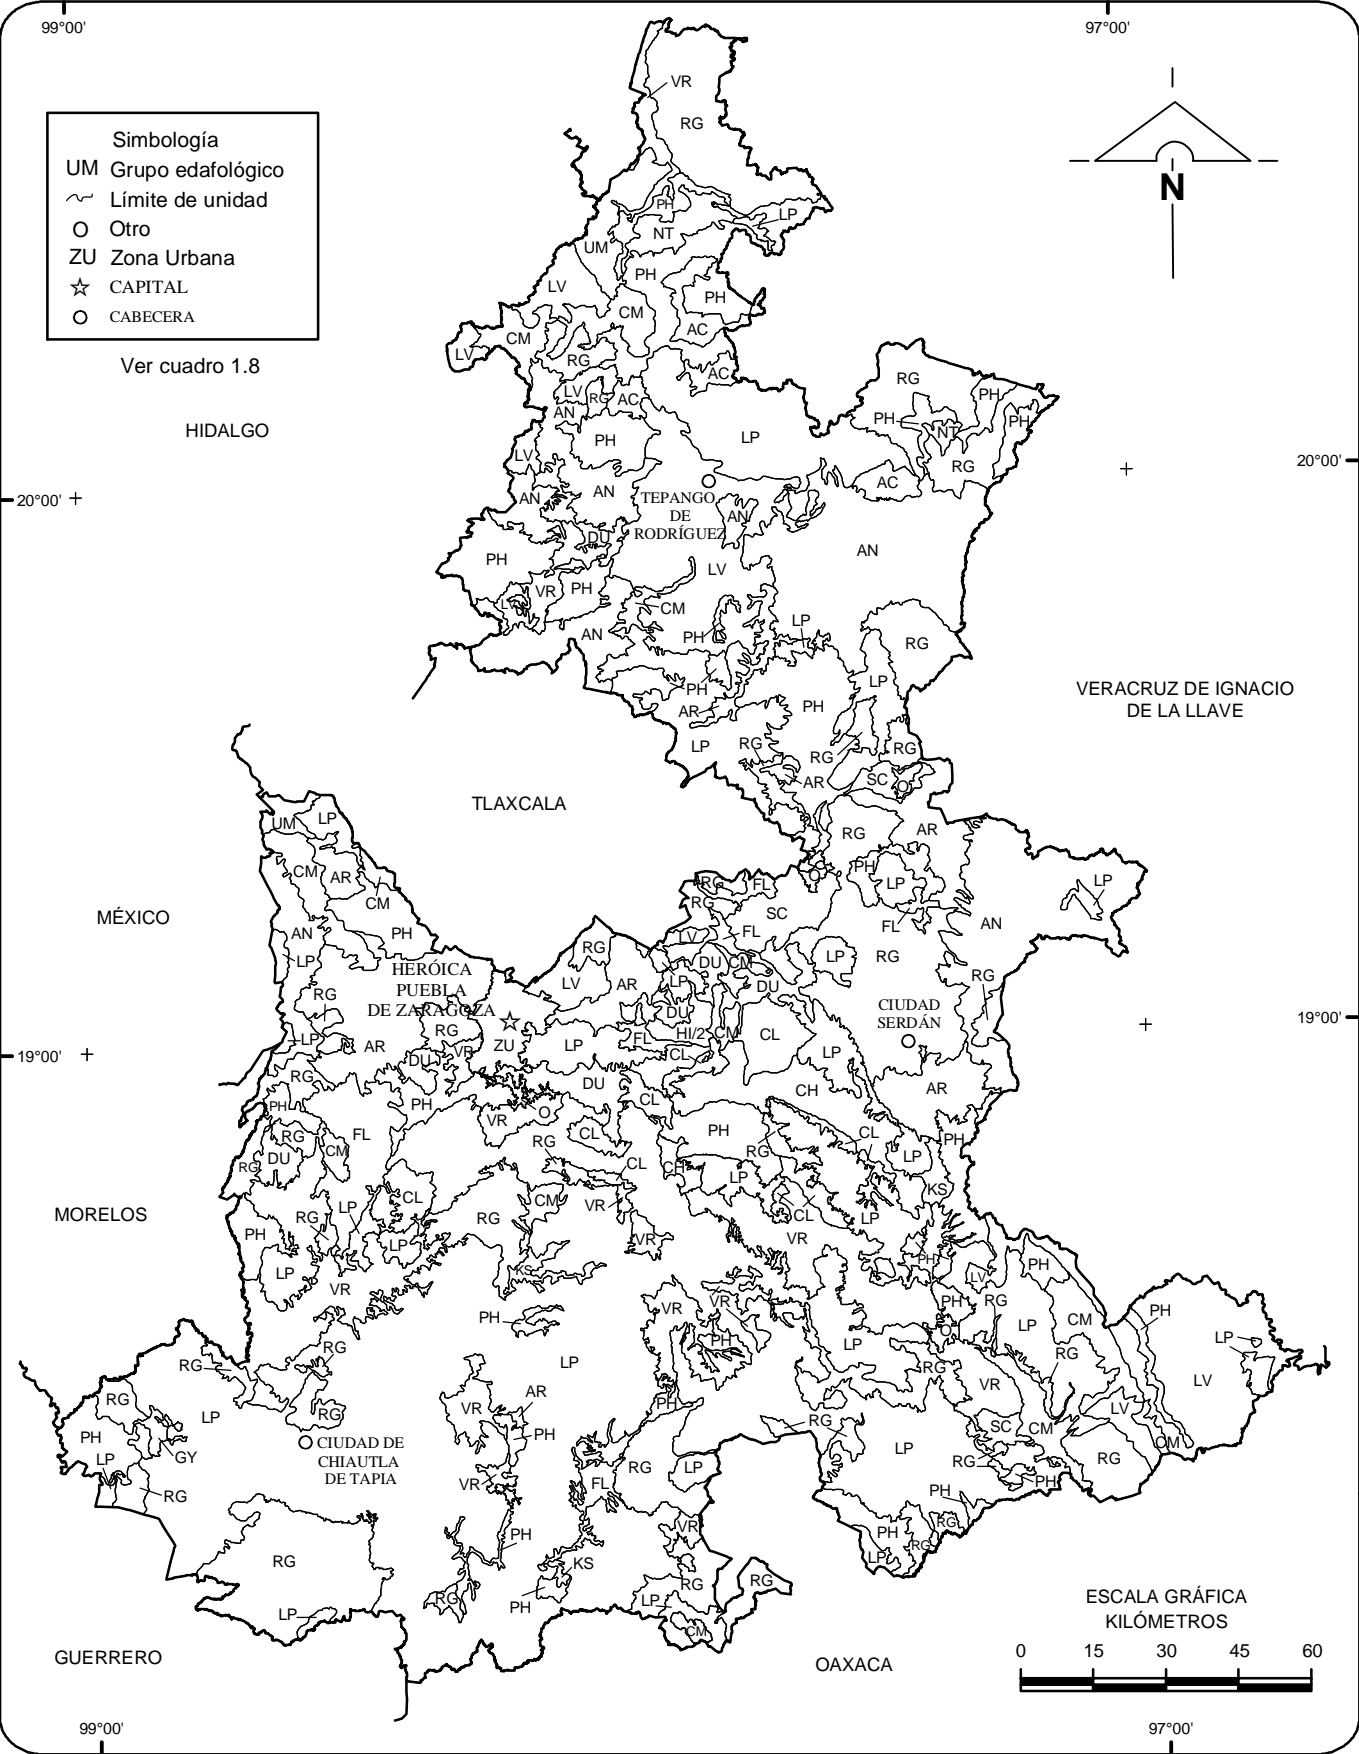 99°00'
97°00'
Simbología
UM Grupo edafológico
Límite de unidad
O Otro
ZU Zona Urbana
CAPITAL
CABECERA
Ver cuadro 1.8
N
VR
RG
PH
LP
NT
UM
PH
LV
PH
CM
AC
CM
LV
RG
AC
RG
LV
RG
AC
PH
AN
PH
PH
NT
HIDALGO
PH
LP
LV
RG
20°00'
AC
AN
AN
20°00'
TEPANGO
DE
RODRÍGUEZ
AN
DU
AN
PH
LV
VR
PH
LV
CM
LP
AN
PH
RG
LP
PH
VERACRUZ DE IGNACIO
DE LA LLAVE
AR
PH
LP
RG
RG
RG
AR
SC
O
TLAXCALA
UM
LP
RG
AR
CM
AR
PH
O
RG
FL
LP
LP
CM
RG
SC
MÉXICO
AN
PH
FL
FL
AN
LV
LP
RG
LP
RG
HERÓICA
PUEBLA
DE ZARAGOZA
DU
CM
RG
LV
AR
LP
DU
RG
CIUDAD
SERDÁN
DU
19°00'
RG
HI/2
CM
CL
LP
AR
ZU
LP
FL
CL
LP
19°00'
DU
VR
RG
DU
CH
AR
PH
PH
CL
VR
O
RG
FL
CL
PH
CL
PH
RG
CM
RG
LP
DU
RG
CL
CH
LP
KS
CL
CM
VR
LP
RG
RG
CL
LP
MORELOS
PH
LP
VR
VR
LP
PH
PH
LP
KS
LV
VR
PH
RG
VR
VR
CM
PH
PH
LP
O
LP
PH
LP
RG
LP
RG
RG
RG
LP
AR
VR
LV
RG
PH
VR
LV
LP
RG
RG
SC
CM
PH
PH
CM
GY
CIUDAD DE
CHIAUTLA
DE TAPIA
LP
LP
RG
LP
RG
RG
VR
FL
PH
RG
PH
PH
VR
RG
PH
RG
RG
KS
LP
RG
RG
RG
LP
PH
LP
CM
ESCALA GRÁFICA
KILÓMETROS
0 15 30 45 60
GUERRERO
OAXACA
99°00'
97°00'